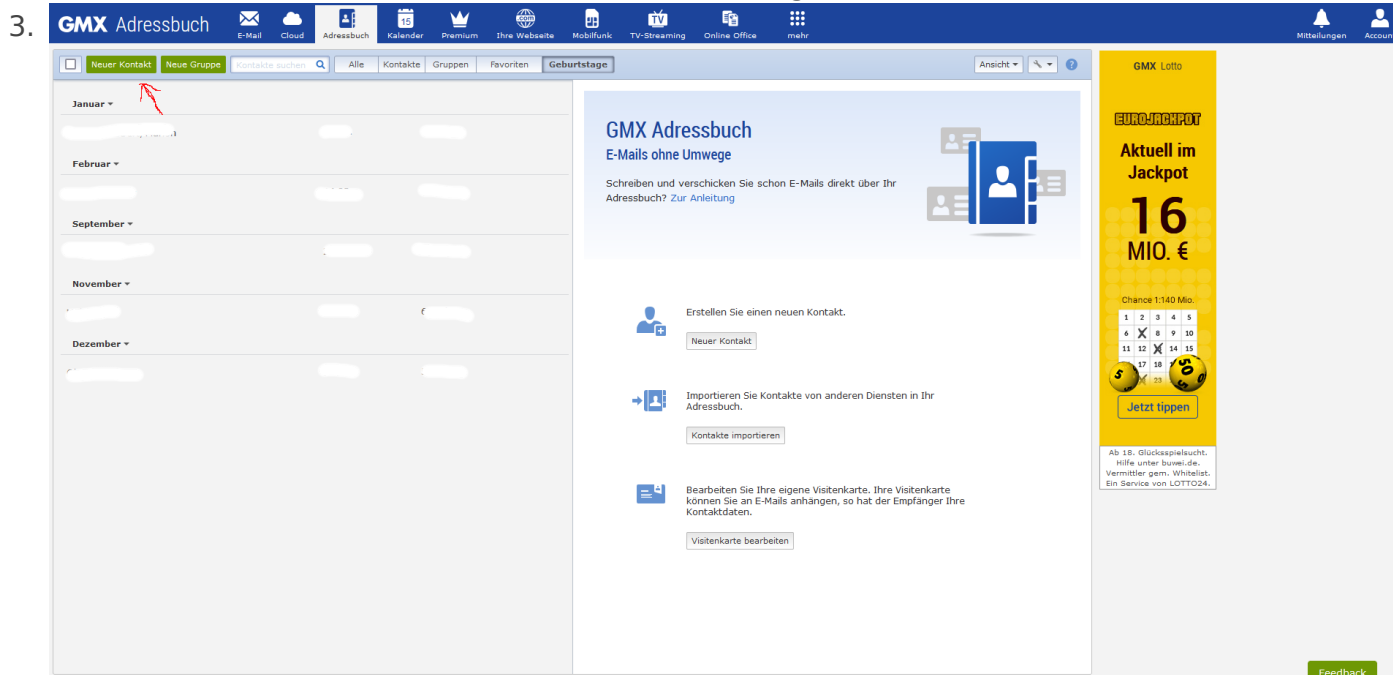 3.
GMX Adressbuch
E-Mail
Cloud
Adressbuch
15
Kalender
Premium
.com
Ihre Webseite
Mobilfunk
TV
TV-Streaming
Online Office
mehr
Mitteilungen
Accoun
Neuer Kontakt
Neue Gruppe
Kontakte suchen
Alle
Kontakte
Gruppen
Favoriten
Geburtstage
Ansicht
?
Januar
Februar
September
November
Dezember
GMX Adressbuch
E-Mails ohne Umwege
Schreiben und verschicken Sie schon E-Mails direkt über Ihr
Adressbuch? Zur Anleitung
Erstellen Sie einen neuen Kontakt.
Neuer Kontakt
Importieren Sie Kontakte von anderen Diensten in Ihr
Adressbuch.
Kontakte importieren
Bearbeiten Sie Ihre eigene Visitenkarte. Ihre Visitenkarte
können Sie an E-Mails anhängen, so hat der Empfänger Ihre
Kontaktdaten.
Visitenkarte bearbeiten
GMX Lotto
EUROJACKPOT
Aktuell im
Jackpot
16
MIO. €
Chance 1:140 Mio.
1 2 3 4 5
6 8 9 10
11 12 14 15
17 18
23
5
50
5
0
Jetzt tippen
Ab 18. Glücksspielsucht.
Hilfe unter buwei.de.
Vermittler gem. Whitelist.
Ein Service von LOTTO24.
Feedback